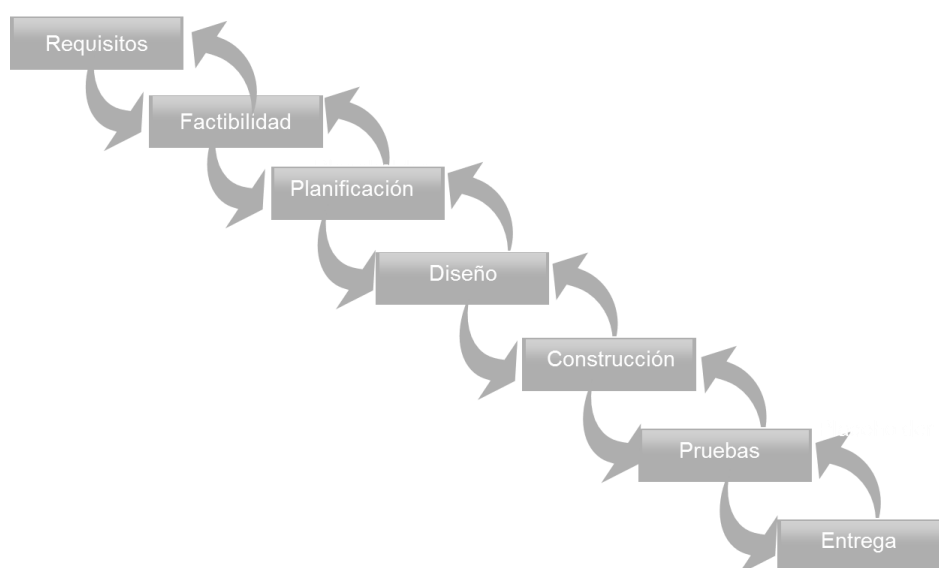 Requisitos
Factibilidad
Planificación
Diseño
Construcción
Pruebas
Entrega